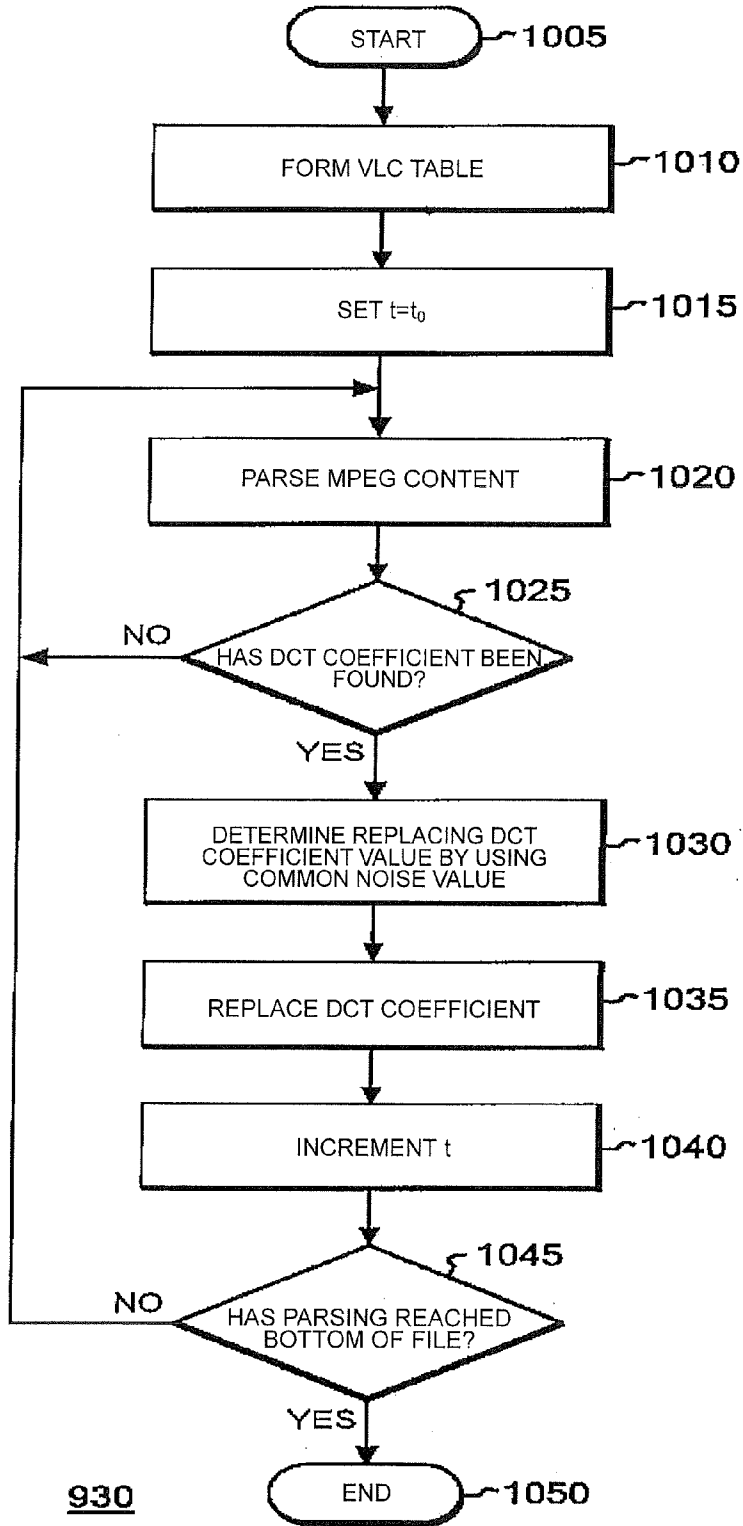 START
1005
FORM VLC TABLE
1010
SET t=t₀
1015
PARSE MPEG CONTENT
1020
1025
NO
HAS DCT COEFFICIENT BEEN
FOUND?
YES
DETERMINE REPLACING DCT
COEFFICIENT VALUE BY USING
COMMON NOISE VALUE
1030
REPLACE DCT COEFFICIENT
1035
INCREMENT t
1040
1045
NO
HAS PARSING REACHED
BOTTOM OF FILE?
YES
930
END
1050